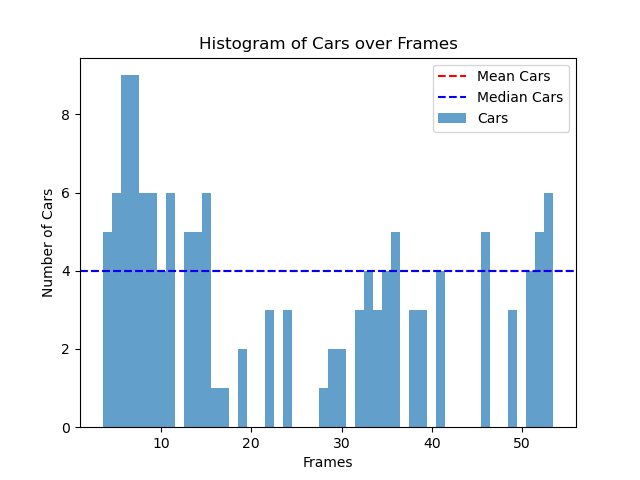 Histogram of Cars over Frames
Mean Cars
Median Cars
Cars
Number of Cars
8
6
4
2
0
10 20 30 40 50
Frames